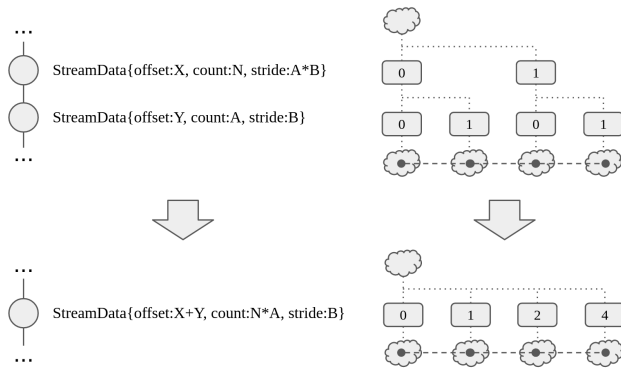 ...
StreamData{offset:X, count:N, stride:A*B}
0 1
StreamData{offset:Y, count:A, stride:B}
0 1 0 1
...
...
StreamData{offset:X+Y, count:N*A, stride:B}
0 1 2 4
...